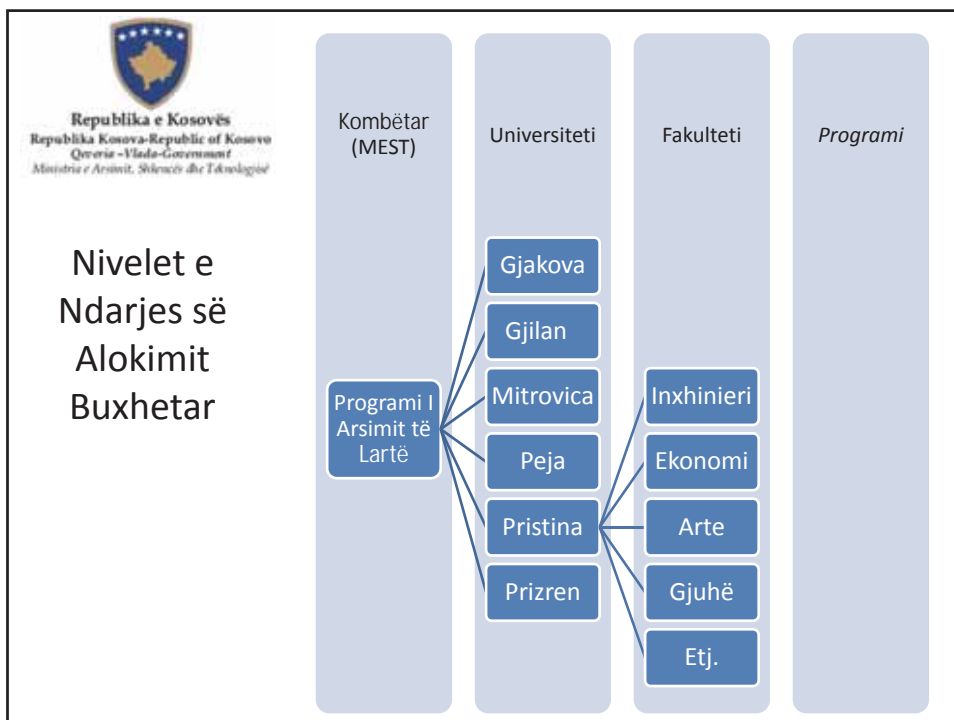 Republika e Kosovës
Republika Kosova-Republic of Kosovo
Qeveria –Vlada-Government
Ministria e Arsimit, Shkencës dhe Teknologjisë
Nivelet e
Ndarjes së
Alokimit
Buxhetar
Kombëtar
(MEST)
Universiteti
Fakulteti
Programi
Programi I
Arsimit të
Lartë
Gjakova
Gjilan
Mitrovica
Peja
Pristina
Prizren
Inxhinieri
Ekonomi
Arte
Gjuhë
Etj.